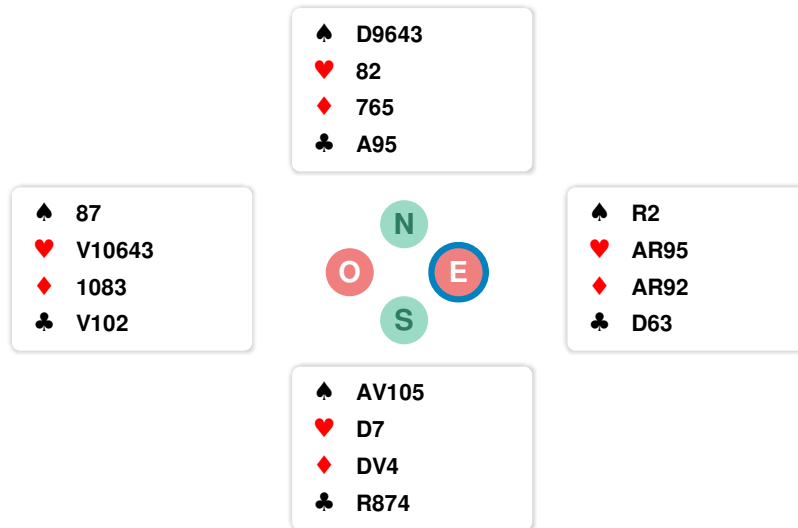 ♠ D9643
♥ 82
♦ 765
♣ A95
♠ 87
♥ V10643
♦ 1083
♣ V102
N
O E
S
♠ R2
♥ AR95
♦ AR92
♣ D63
♠ AV105
♥ D7
♦ DV4
♣ R874